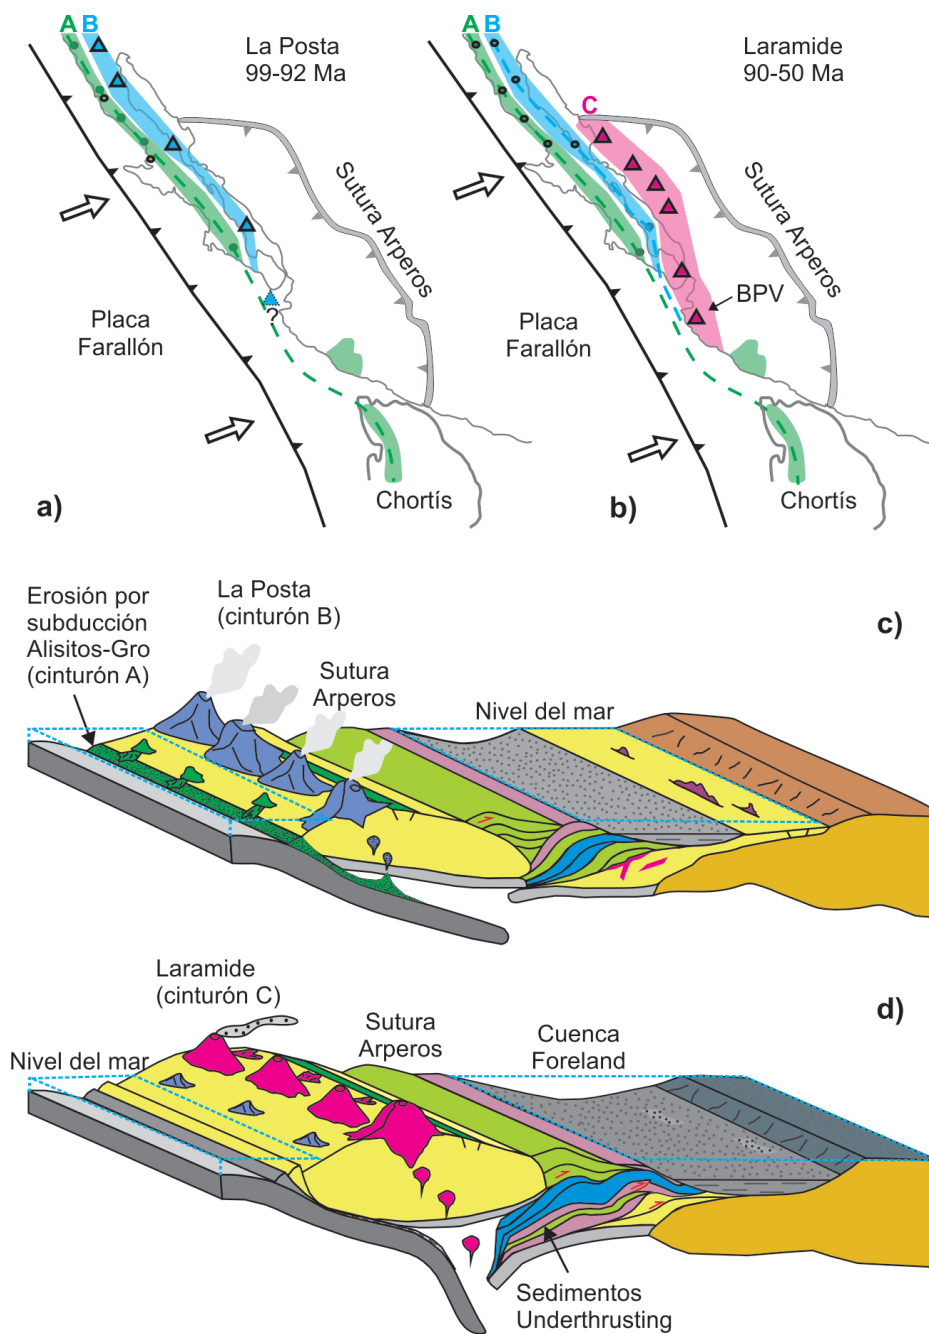 A B
La Posta
99-92 Ma
Sutura Arperos
Placa
Farallón
?
Chortís
a)
A B
Laramide
90-50 Ma
C
Sutura Arperos
BPV
Placa
Farallón
Chortís
b)
Erosión por
subducción
Alisitos-Gro
(cinturón A)
La Posta
(cinturón B)
c)
Sutura
Arperos
Nivel del mar
Laramide
(cinturón C)
d)
Sutura
Arperos
Cuenca
Foreland
Nivel del mar
Sedimentos
Underthrusting